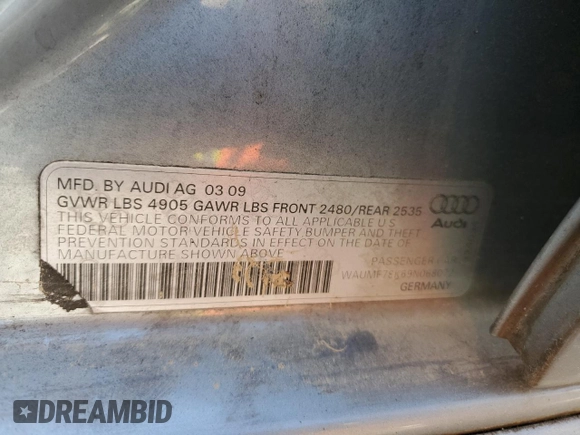 MFD. BY AUDI AG 03 09
GVWR LBS 4905 GAWR LBS FRONT 2480/REAR 2535
THIS VEHICLE CONFORMS TO ALL APPLICABLE U.S.
FEDERAL MOTOR VEHICLE SAFETY BUMPER AND THEFT
PREVENTION STANDARDS IN EFFECT ON THE DATE OF
MANUFACTURE SHOWN ABOVE.
Audi
PASSENGER
GERMANY
DREAMBID